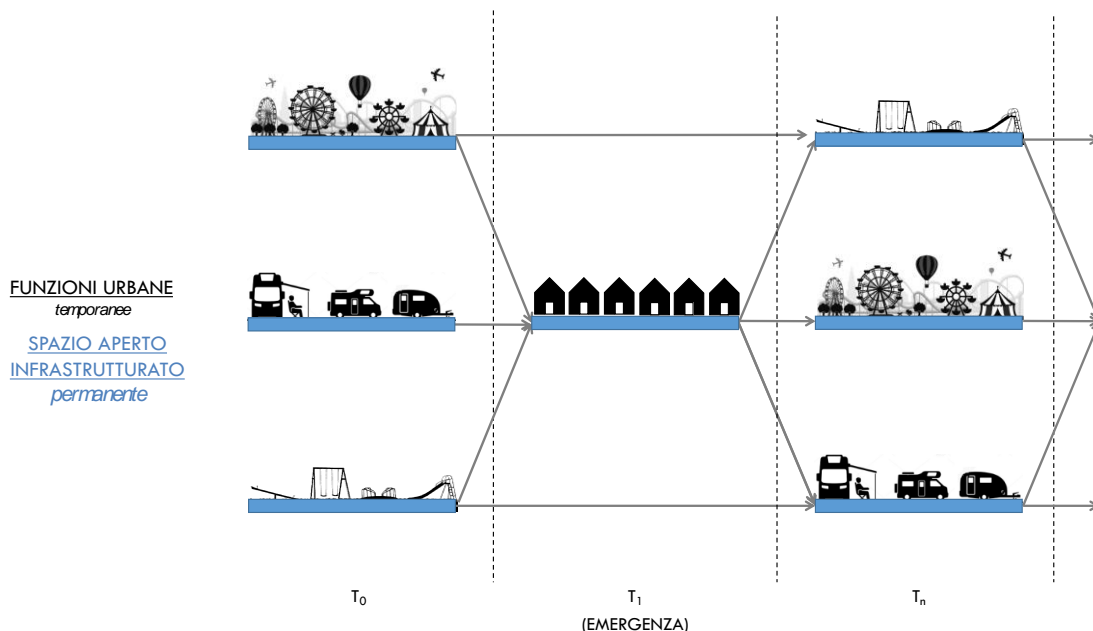 FUNZIONI URBANE
temporanee
SPAZIO APERTO
INFRASTRUTTURATO
permanente
T0
T1
Tn
(EMERGENZA)